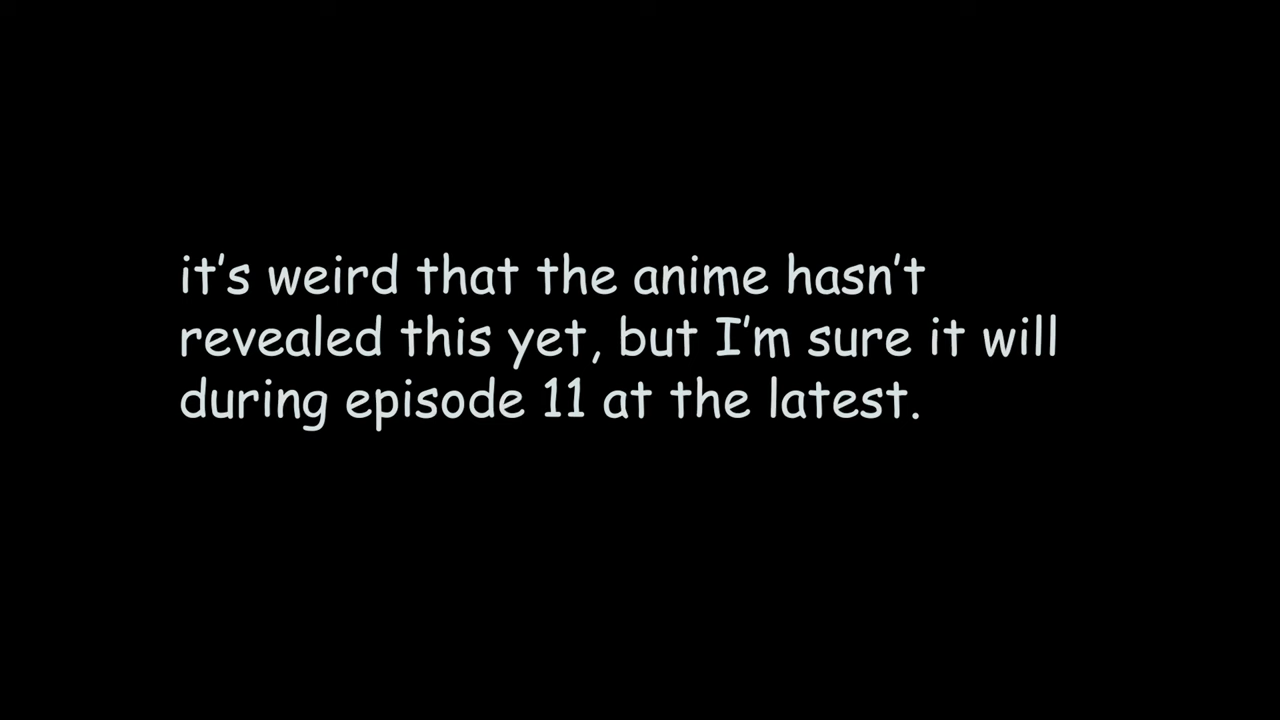 it’s weird that the anime hasn’t
revealed this yet, but I’m sure it will
during episode 11 at the latest.